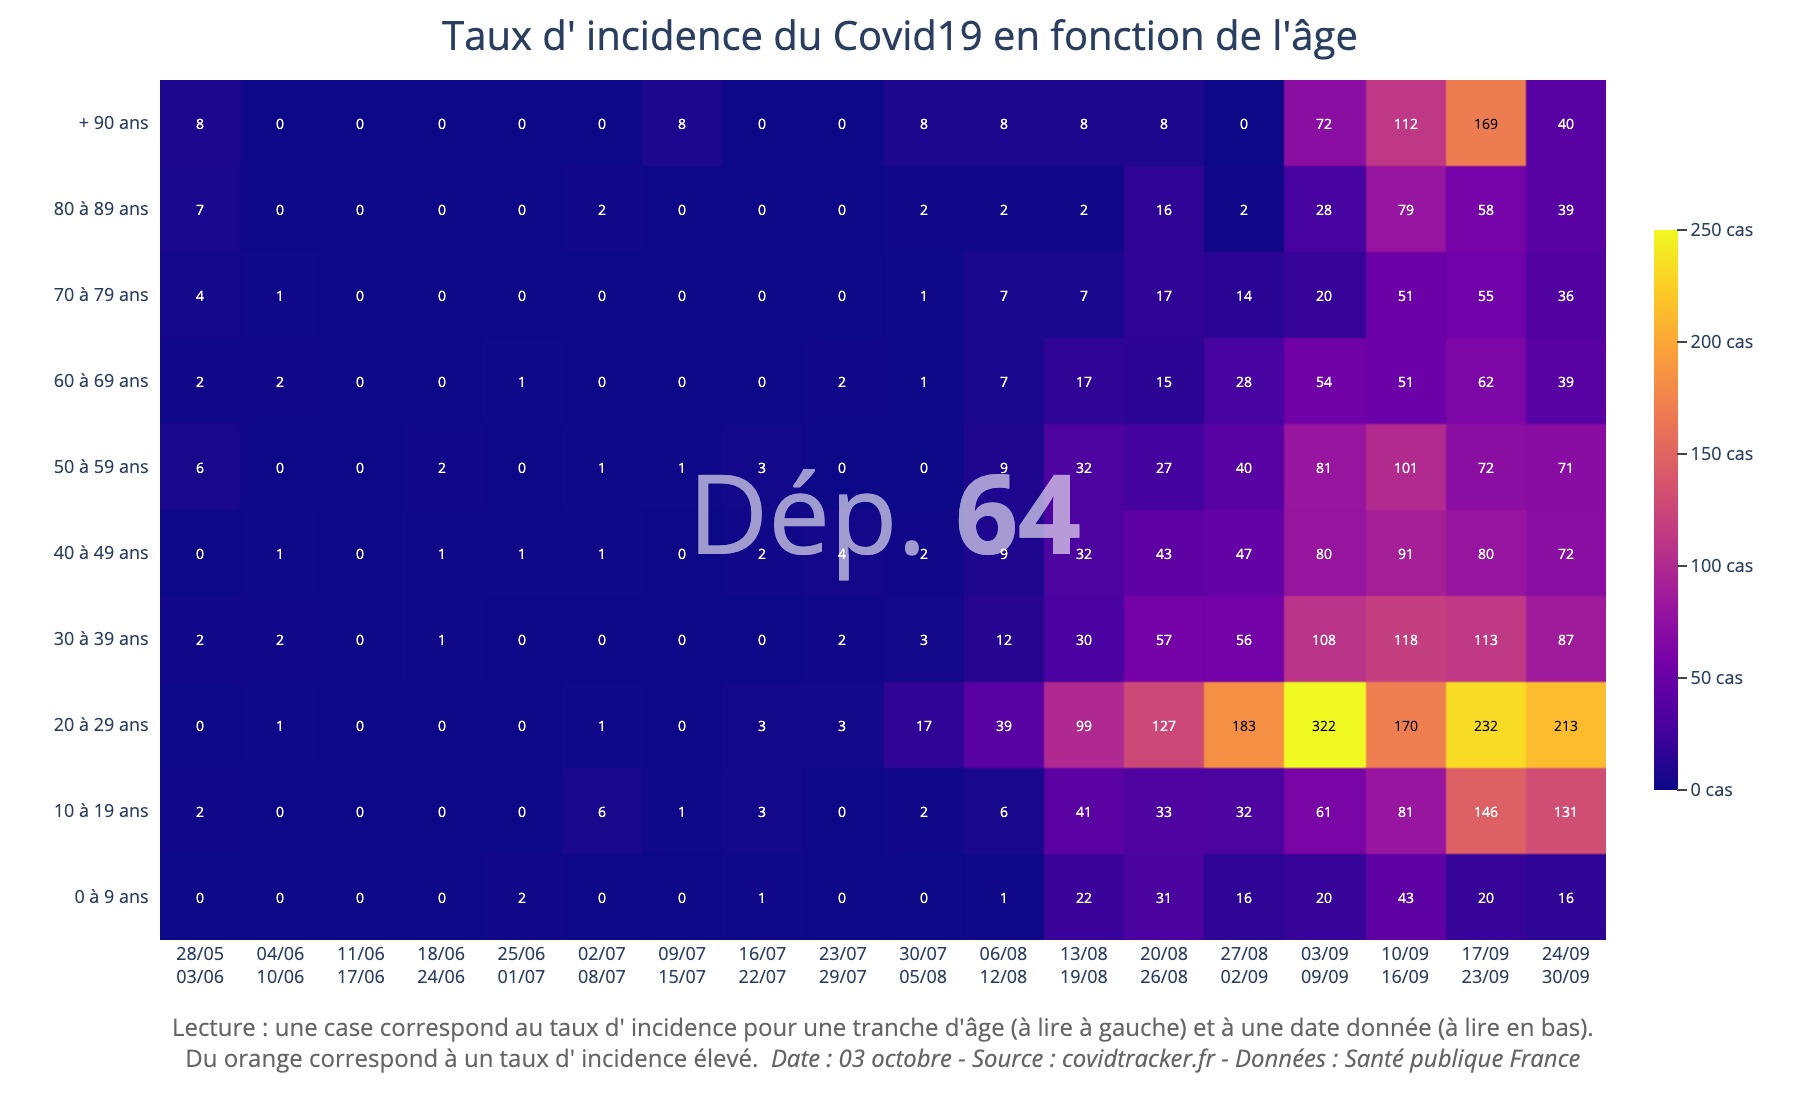 Taux d' incidence du Covid19 en fonction de l'âge
+ 90 ans 8 0 0 0 0 0 8 0 0 8 8 8 8 0 72 112 169 40
80 à 89 ans 7 0 0 0 0 2 0 0 0 2 2 2 16 2 28 79 58 39
250 cas
70 à 79 ans 4 1 0 0 0 0 0 0 0 1 7 7 17 14 20 51 55 36
200 cas
60 à 69 ans 2 2 0 0 1 0 0 0 2 1 7 17 15 28 54 51 62 39
150 cas
50 à 59 ans 6 0 0 2 0 1 1 3 0 0 9 32 27 40 81 101 72 71
Dép. 64
40 à 49 ans 0 1 0 1 1 1 0 2 4 2 9 32 43 47 80 91 80 72
100 cas
30 à 39 ans 2 2 0 1 0 0 0 0 2 3 12 30 57 56 108 118 113 87
50 cas
20 à 29 ans 0 1 0 0 0 1 0 3 3 17 39 99 127 183 322 170 232 213
0 cas
10 à 19 ans 2 0 0 0 0 6 1 3 0 2 6 41 33 32 61 81 146 131
0 à 9 ans 0 0 0 0 2 0 0 1 0 0 1 22 31 16 20 43 20 16
28/05 04/06 11/06 18/06 25/06 02/07 09/07 16/07 23/07 30/07 06/08 13/08 20/08 27/08 03/09 10/09 17/09 24/09
03/06 10/06 17/06 24/06 01/07 08/07 15/07 22/07 29/07 05/08 12/08 19/08 26/08 02/09 09/09 16/09 23/09 30/09
Lecture : une case correspond au taux d' incidence pour une tranche d'âge (à lire à gauche) et à une date donnée (à lire en bas).
Du orange correspond à un taux d' incidence élevé. Date : 03 octobre - Source : covidtracker.fr - Données : Santé publique France